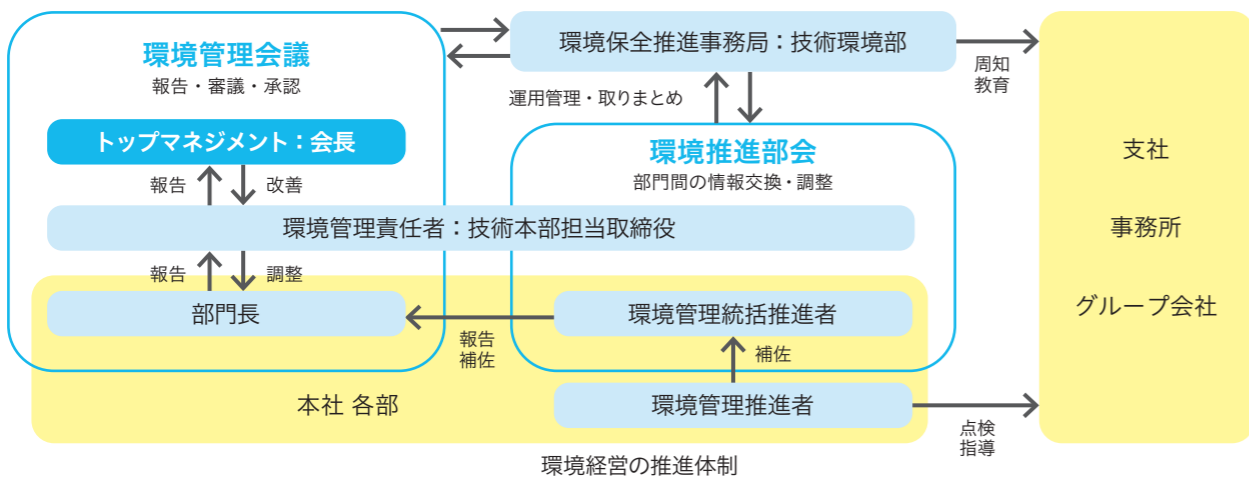 環境管理会議
報告・審議・承認
トップマネジメント：会長
報告
改善
環境管理責任者：技術本部担当取締役
報告
調整
部門長
環境保全推進事務局：技術環境部
運用管理・取りまとめ
環境推進部会
部門間の情報交換・調整
環境管理統括推進者
報告
補佐
補佐
環境管理推進者
本社 各部
周知
教育
点検
指導
支社
事務所
グループ会社
環境経営の推進体制